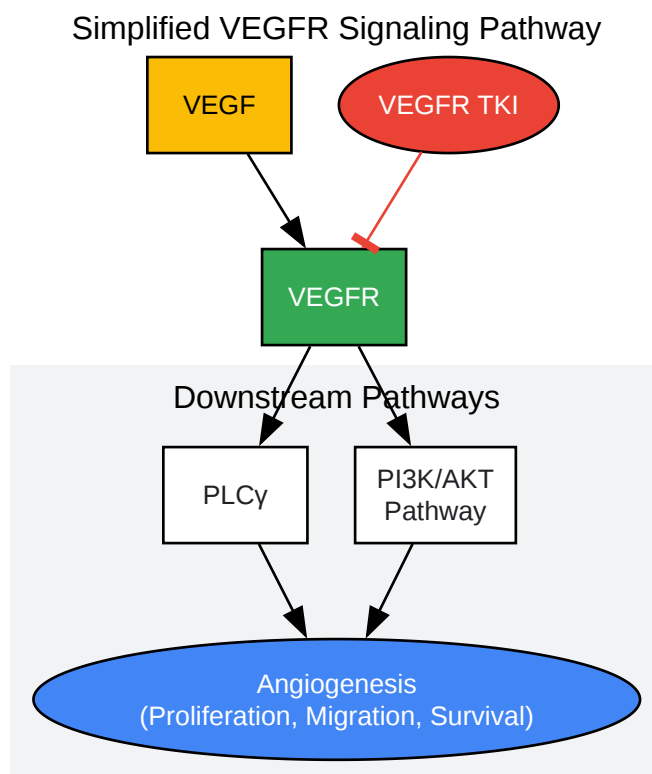 Simplified VEGFR Signaling Pathway
VEGF
VEGFR TKI
VEGFR
Downstream Pathways
PLCγ
PI3K/AKT
Pathway
Angiogenesis
(Proliferation, Migration, Survival)